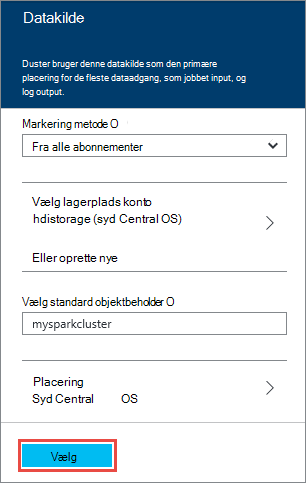 Datakilde
Duster bruger denne datakilde som den primære
placering for de fleste dataadgang, som jobbet input, og
log output.
Markering metode O
Fra alle abonnementer
Vælg lagerplads konto
hdistorage (syd Central OS)
Eller oprette nye
Vælg standard objektbeholder O
mysparkcluster
Placering
Syd Central OS
Vælg